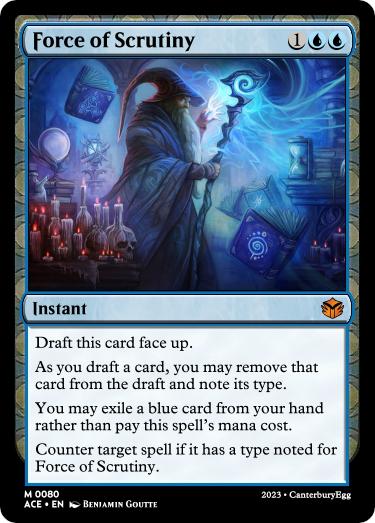 Force of Scrutiny 1
Instant
Draft this card face up.
As you draft a card, you may remove that
card from the draft and note its type.
You may exile a blue card from your hand
rather than pay this spell's mana cost.
Counter target spell if it has a type noted for
Force of Scrutiny.
M 0080
ACE • EN Benjamin Goutte
2023 • CanterburyEgg